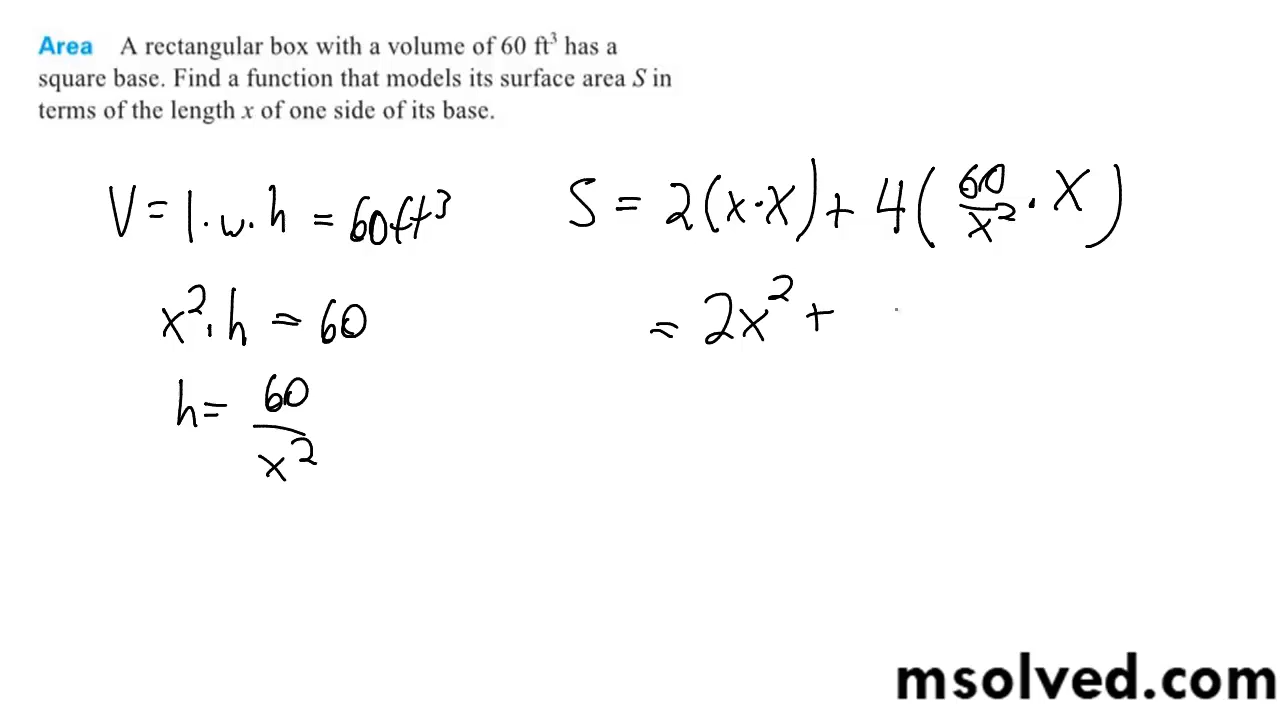 Area A rectangular box with a volume of 60 ft³ has a
square base. Find a function that models its surface area S in
terms of the length x of one side of its base.
V = l · w · h = 60ft³
x² · h = 60
h = 60/x²
S = 2(x·x) + 4(60/x² · x)
= 2x² +
msolved.com